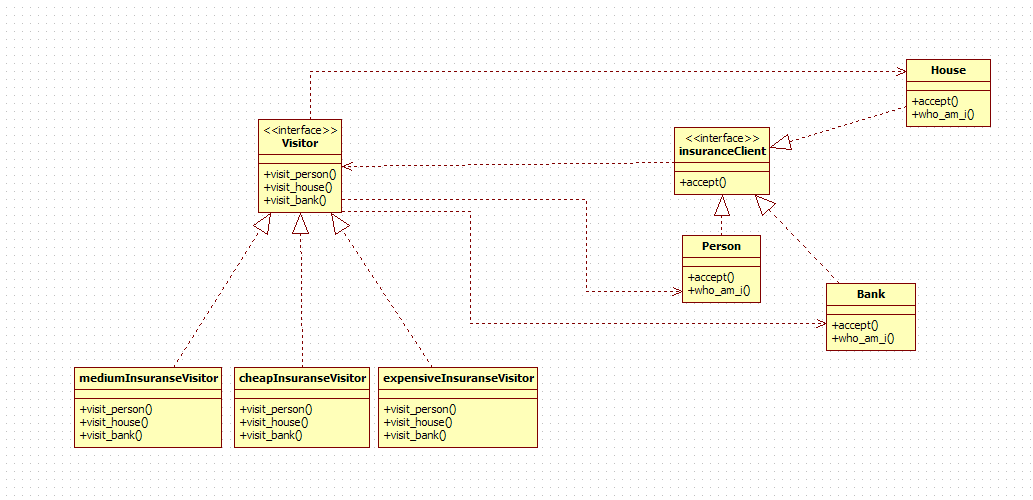 House
+accept()
+who_am_i()
<<interface>>
Visitor
+visit_person()
+visit_house()
+visit_bank()
<<interface>>
insuranceClient
+accept()
Person
+accept()
+who_am_i()
Bank
+accept()
+who_am_i()
mediumInsuranseVisitor
+visit_person()
+visit_house()
+visit_bank()
cheapInsuranseVisitor
+visit_person()
+visit_house()
+visit_bank()
expensiveInsuranseVisitor
+visit_person()
+visit_house()
+visit_bank()